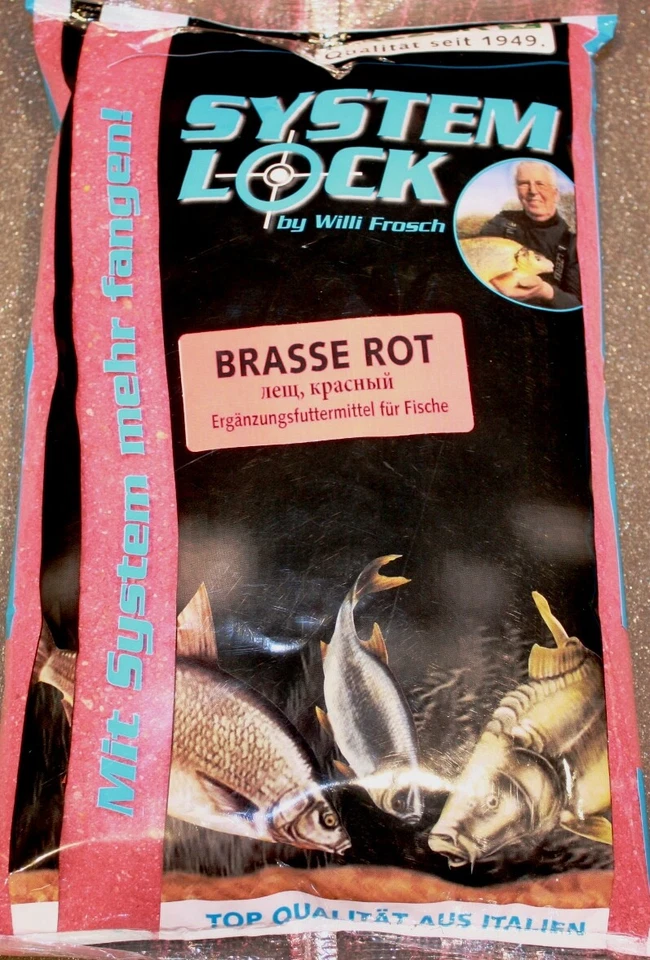 Qualität seit 1949.
SYSTEM
LOCK
by Willi Frosch
BRASSE ROT
лещ, красный
Ergänzungsfuttermittel für Fische
Mit System mehr fangen!
TOP QUALITÄT AUS ITALIEN